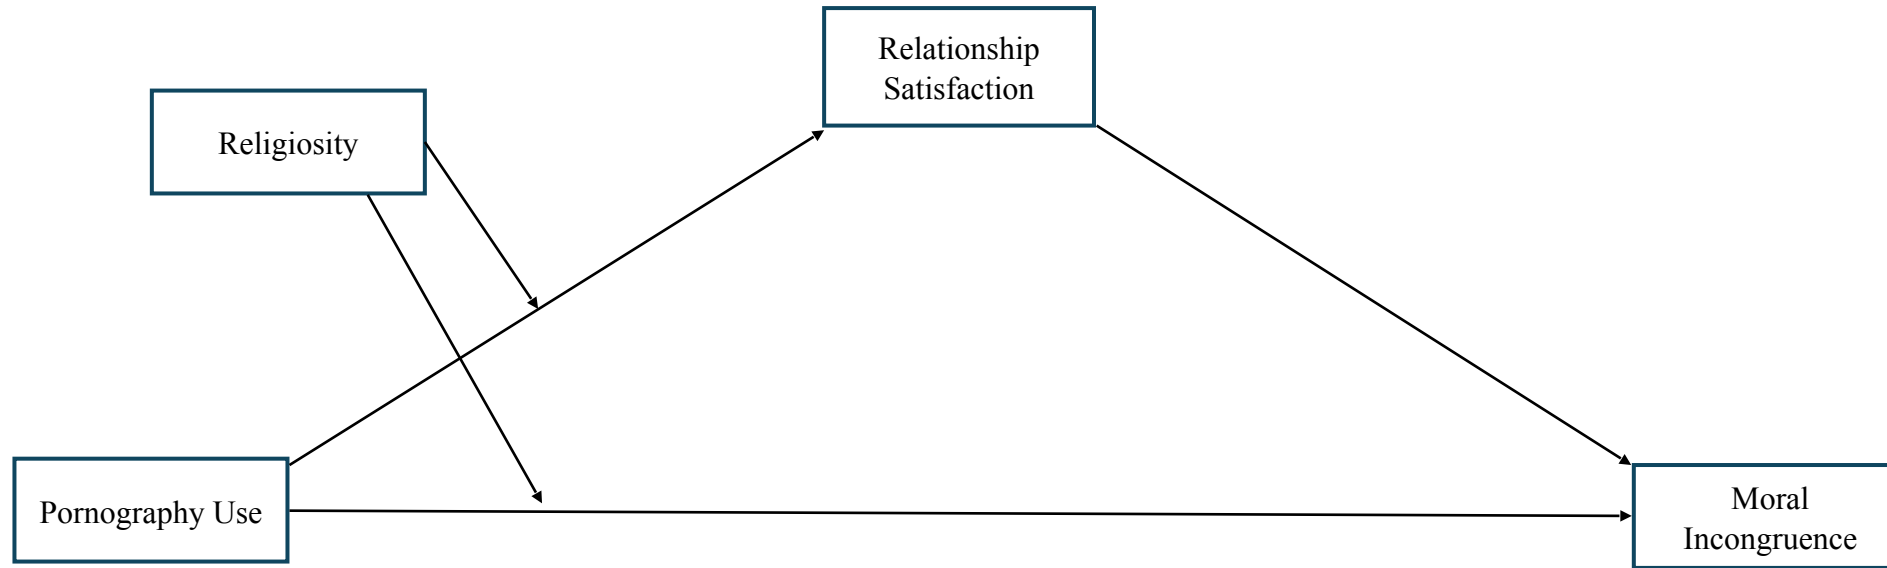 Relationship
Satisfaction
Religiosity
Pornography Use
Moral
Incongruence